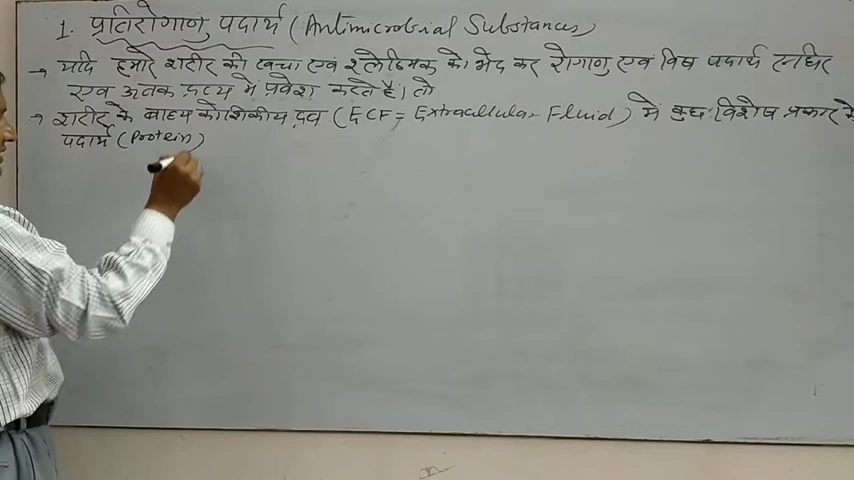 1. प्रतिरोगाणु पदार्थ (Antimicrobial Substances)
→ यदि हमारे शरीर की त्वचा एवं श्लेष्मिक को भेद कर रोगाणु एवं विष पदार्थ रुधिर
एवं ऊतक द्रव्य में प्रवेश करते है। तो
→ शरीर के बाह्य कोशिकीय द्रव (ECF = Extracellular Fluid) में कुछ विशेष प्रकार के
पदार्थ (Protein)